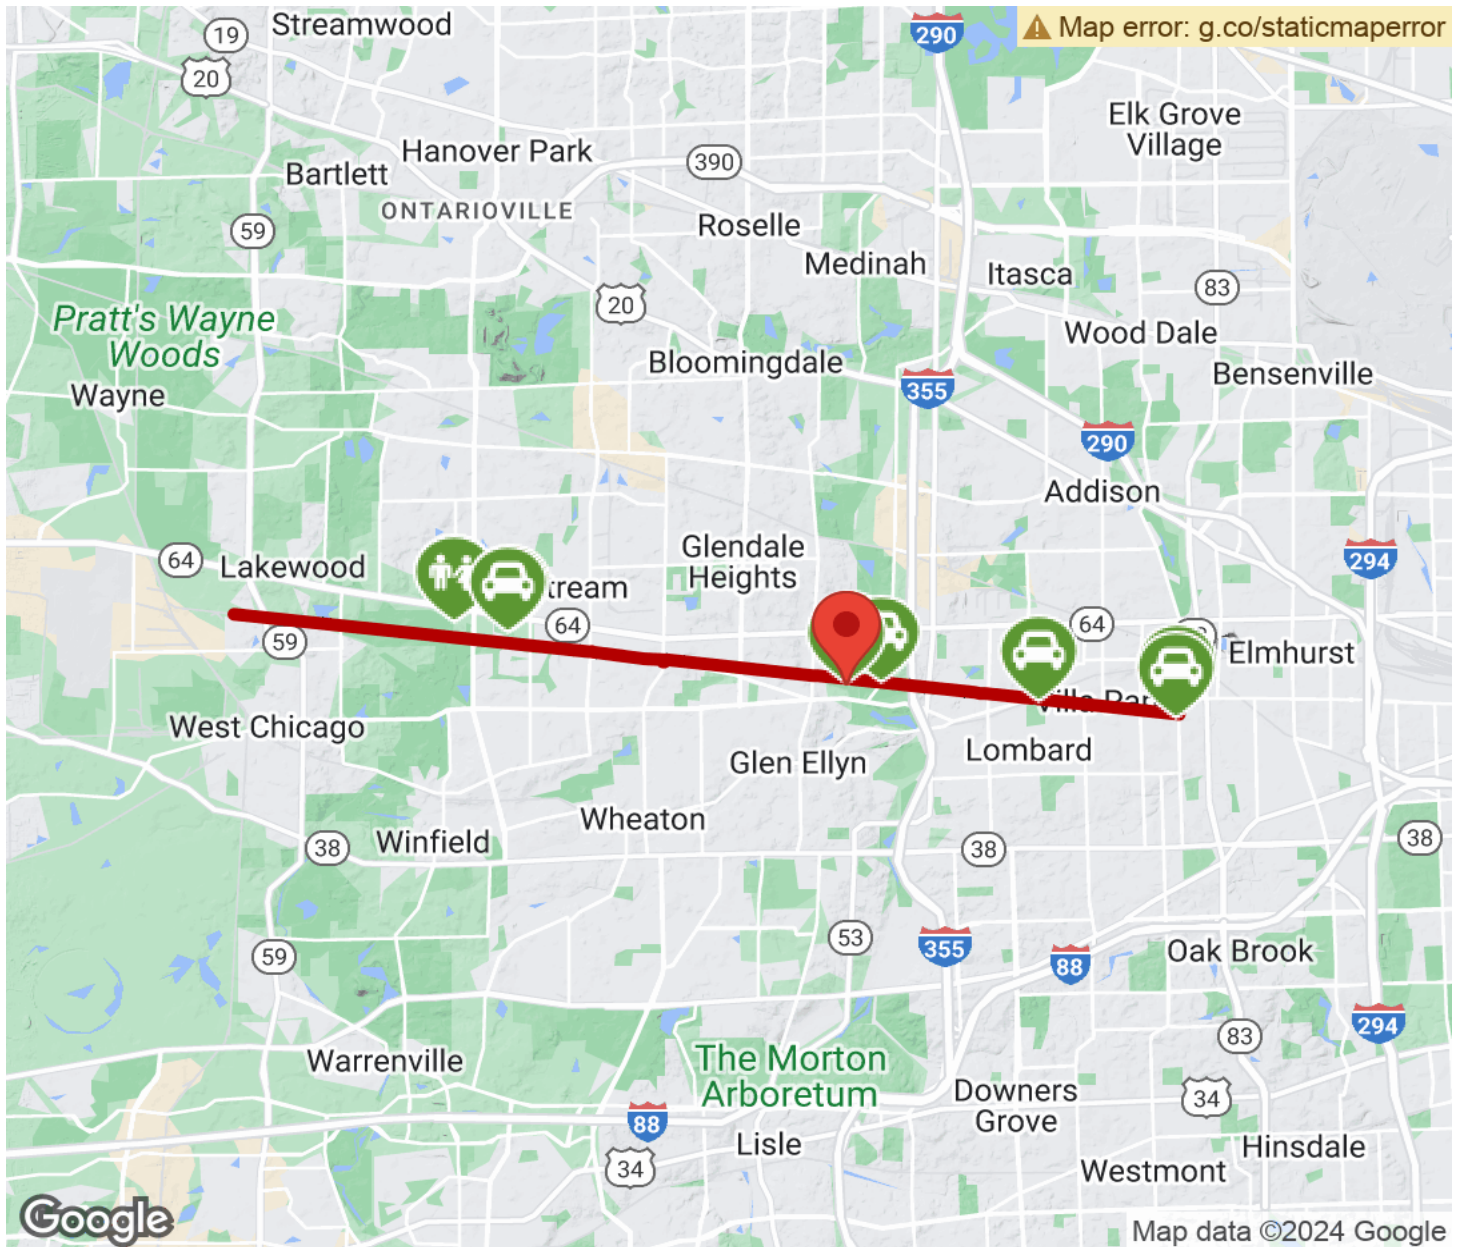 Streamwood
19
290
⚠ Map error: g.co/staticmaperror
20
Elk Grove
Village
Hanover Park
390
Bartlett
ONTARIOVILLE
59
Roselle
Medinah
Itasca
83
20
Pratt's Wayne
Woods
Wood Dale
Bloomingdale
Bensenville
Wayne
355
290
Addison
Glendale
Heights
64
294
Lakewood
tream
64
64
59
Elmhurst
Villa Par
West Chicago
Lombard
Glen Ellyn
Wheaton
38
Winfield
38
38
53
355
59
88
Oak Brook
294
83
Warrenville
The Morton
Arboretum
Downers
Grove
34
88
Lisle
Hinsdale
34
Westmont
Google
Map data ©2024 Google